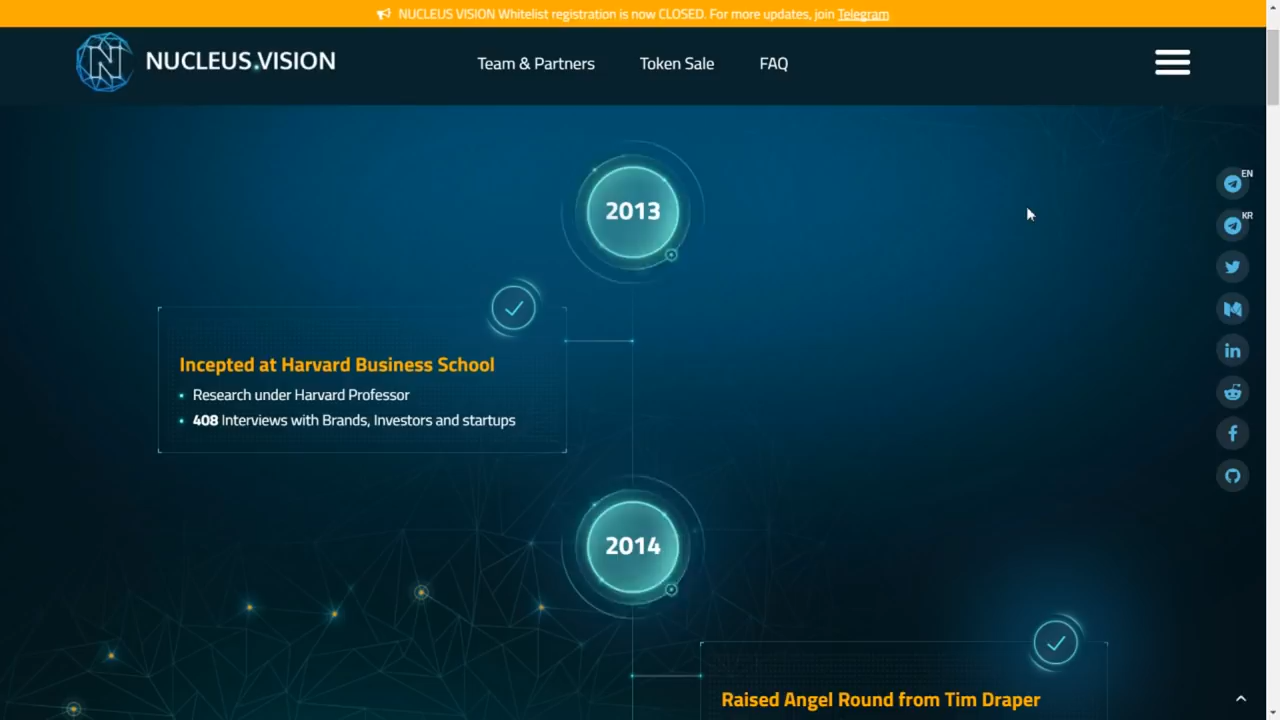 NUCLEUS VISION Whitelist registration is now CLOSED. For more updates, join Telegram
N NUCLEUS.VISION
Team & Partners Token Sale FAQ
EN
KR
2013
Incepted at Harvard Business School
• Research under Harvard Professor
• 408 Interviews with Brands, Investors and startups
2014
Raised Angel Round from Tim Draper